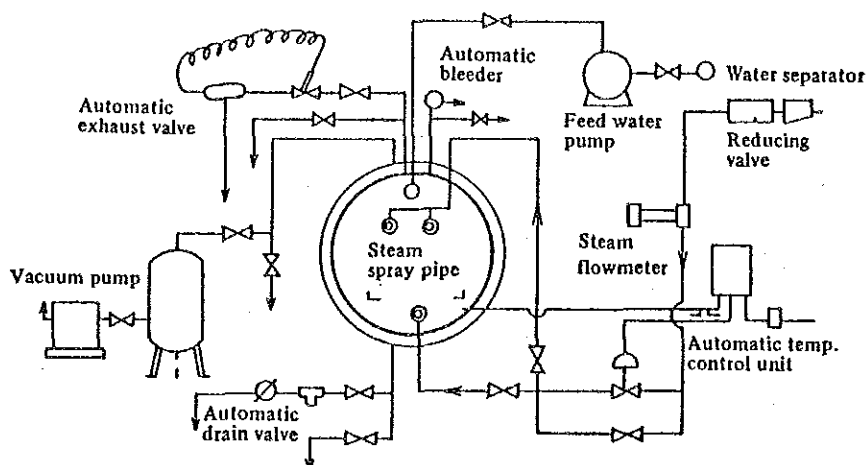 Automatic
bleeder
Water separator
Automatic
exhaust valve
Feed water
pump
Reducing
valve
Steam
spray pipe
Steam
flowmeter
Vacuum pump
Automatic temp.
control unit
Automatic
drain valve